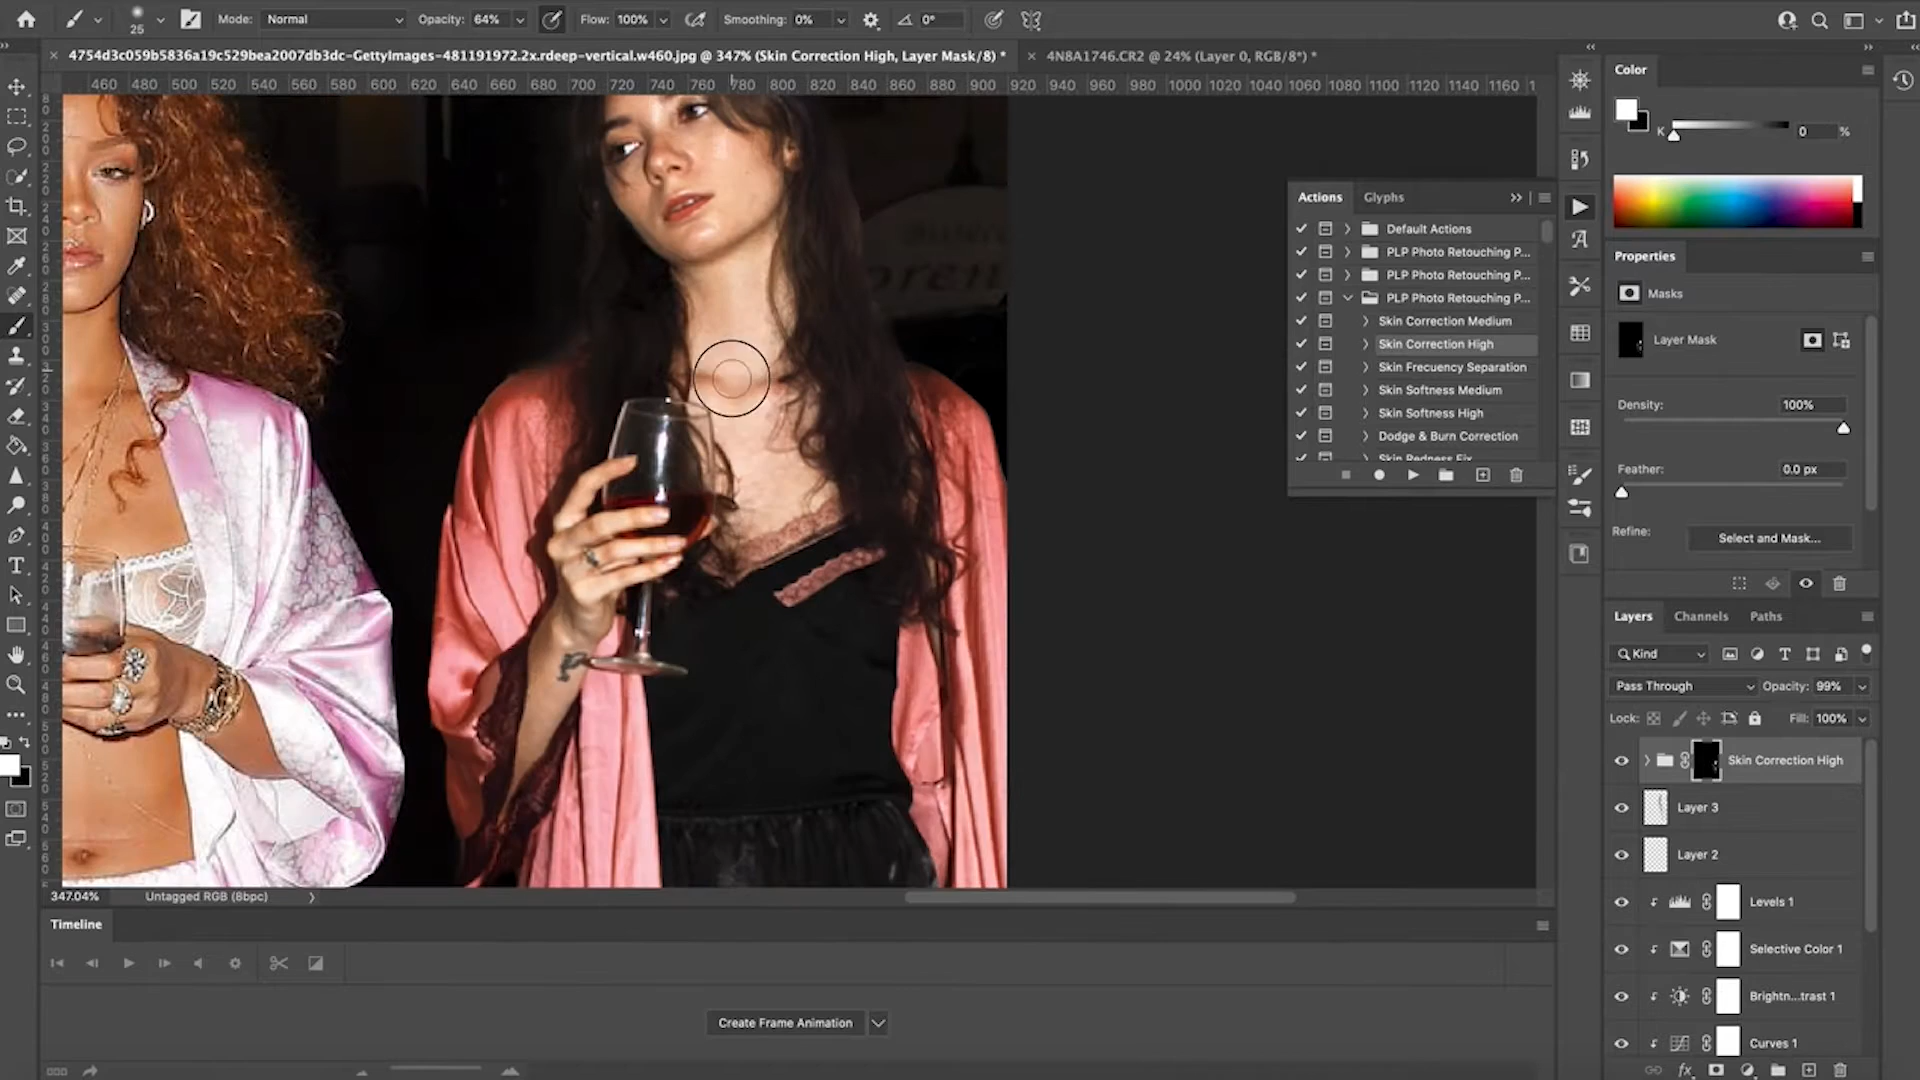 25
Mode: Normal
Opacity: 64%
Flow: 100%
Smoothing: 0%
0°
4754d3c059b5836a19c529bea2007db3dc-GettyImages-481191972.2x.rdeep-vertical.w460.jpg @ 347% (Skin Correction High, Layer Mask/8) *
4N8A1746.CR2 @ 24% (Layer 0, RGB/8*) *
460 480 500 520 540 560 580 600 620 640 660 680 700 720 740 760 780 800 820 840 860 880 900 920 940 960 980 1000 1020 1040 1060 1080 1100 1120 1140 1160 1
Color
K
0
%
Actions
Glyphs
Default Actions
PLP Photo Retouching P...
PLP Photo Retouching P...
PLP Photo Retouching P...
Skin Correction Medium
Skin Correction High
Skin Frecuency Separation
Skin Softness Medium
Skin Softness High
Dodge & Burn Correction
Skin Redness Fix
Properties
Masks
Layer Mask
Density:
100%
Feather:
0.0 px
Refine:
Select and Mask...
Layers
Channels
Paths
Kind
Pass Through
Opacity: 99%
Lock:
Fill: 100%
Skin Correction High
Layer 3
Layer 2
Levels 1
Selective Color 1
Brightn...trast 1
Curves 1
fx
347.04%
Untagged RGB (8bpc)
Timeline
Create Frame Animation